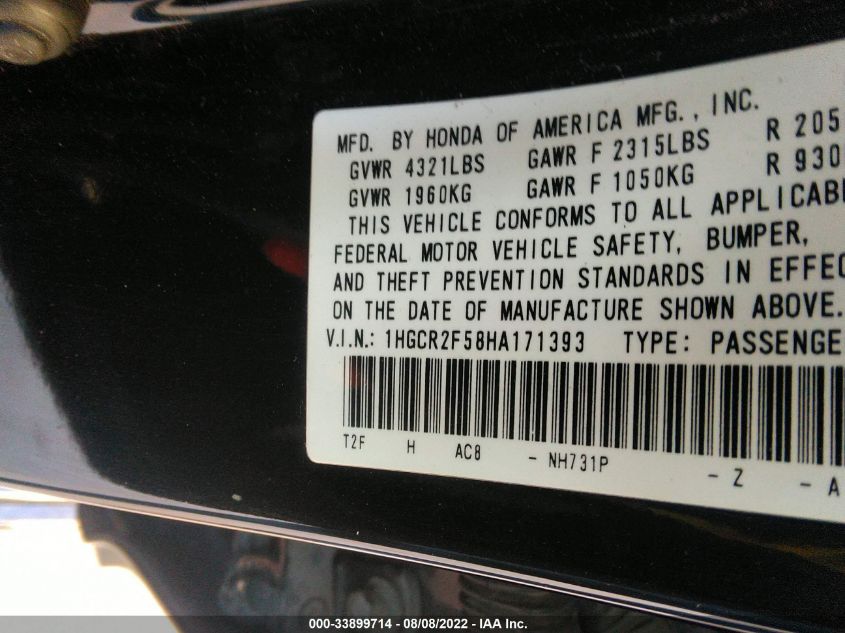 MFD. BY HONDA OF AMERICA MFG., INC.
GVWR 4321LBS GAWR F 2315LBS R 205
GVWR 1960KG GAWR F 1050KG R 930
THIS VEHICLE CONFORMS TO ALL APPLICAB
FEDERAL MOTOR VEHICLE SAFETY, BUMPER,
AND THEFT PREVENTION STANDARDS IN EFFEC
ON THE DATE OF MANUFACTURE SHOWN ABOVE.
V.I.N.: 1HGCR2F58HA171393 TYPE: PASSENGE
T2F H AC8 - NH731P - Z - A
000-33899714 - 08/08/2022 - IAA Inc.